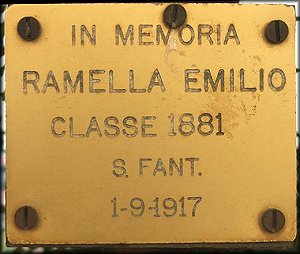 IN MEMORIA
RAMELLA EMILIO
CLASSE 1881
S. FANT.
1-9-1917